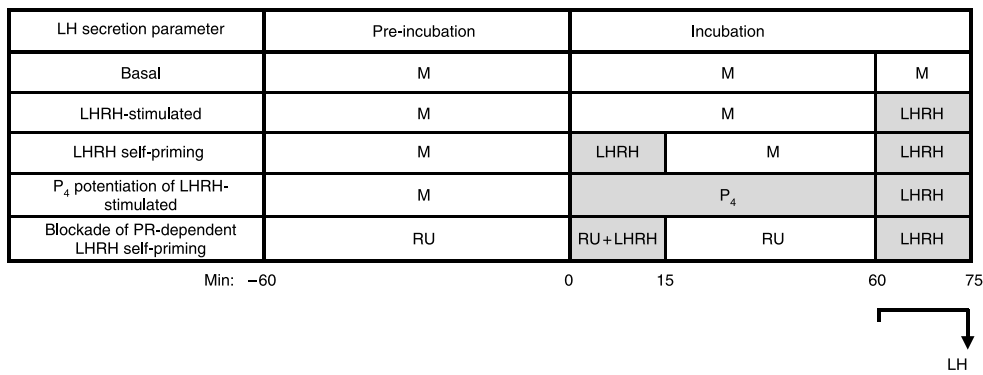 LH secretion parameter Pre-incubation Incubation
Basal M M M
LHRH-stimulated M M LHRH
LHRH self-priming M LHRH M LHRH
P4 potentiation of LHRH-
stimulated M P4 LHRH
Blockade of PR-dependent
LHRH self-priming RU RU+LHRH RU LHRH
Min: −60 0 15 60 75
LH